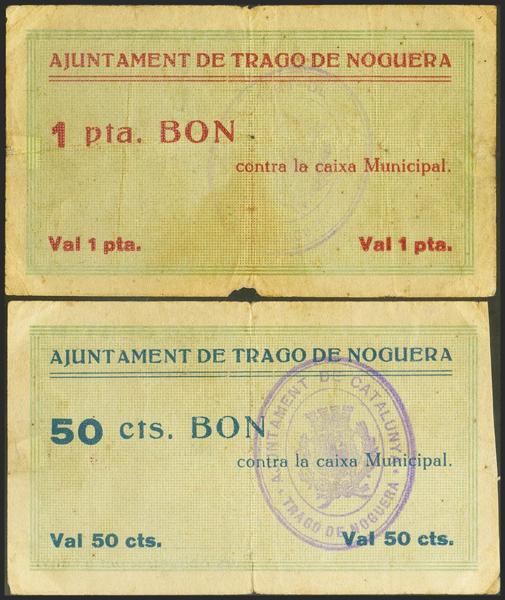 AJUNTAMENT DE TRAGO DE NOGUERA
1 pta. BON
contra la caixa Municipal.
Val 1 pta. Val 1 pta.
AJUNTAMENT DE TRAGO DE NOGUERA
50 cts. BON
contra la caixa Municipal.
Val 50 cts. Val 50 cts.
AJUNTAMENT DE CATALUNYA
TRAGO DE NOGUERA